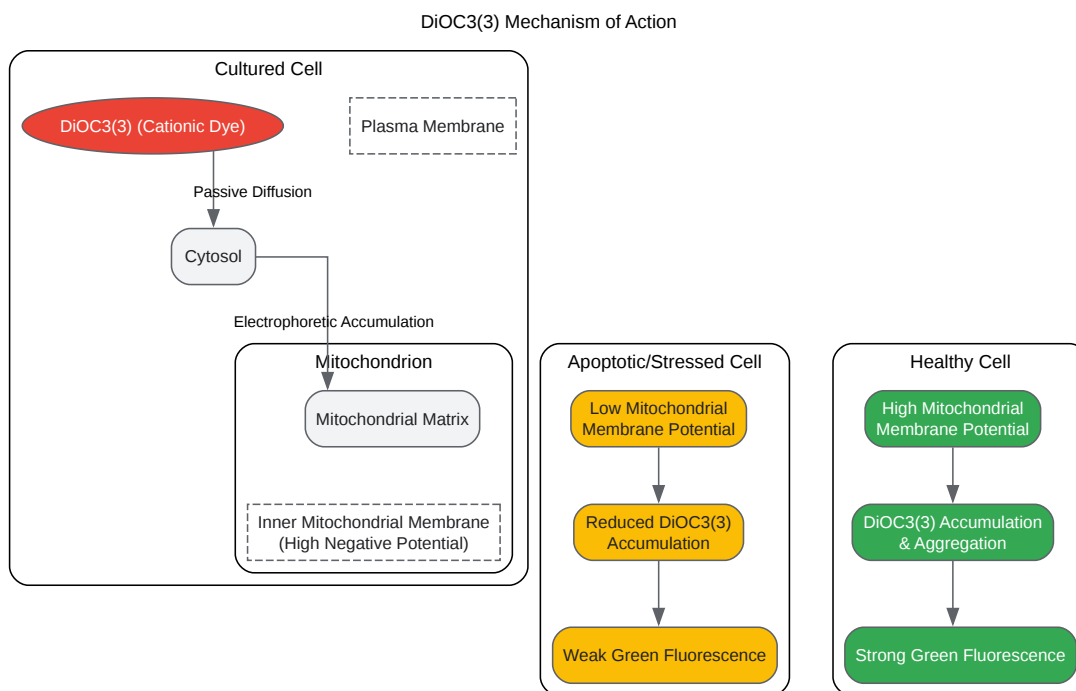 DiOC3(3) Mechanism of Action
Cultured Cell
DiOC3(3) (Cationic Dye)
Plasma Membrane
Passive Diffusion
Cytosol
Electrophoretic Accumulation
Mitochondrion
Mitochondrial Matrix
Inner Mitochondrial Membrane
(High Negative Potential)
Apoptotic/Stressed Cell
Low Mitochondrial
Membrane Potential
Reduced DiOC3(3)
Accumulation
Weak Green Fluorescence
Healthy Cell
High Mitochondrial
Membrane Potential
DiOC3(3) Accumulation
& Aggregation
Strong Green Fluorescence